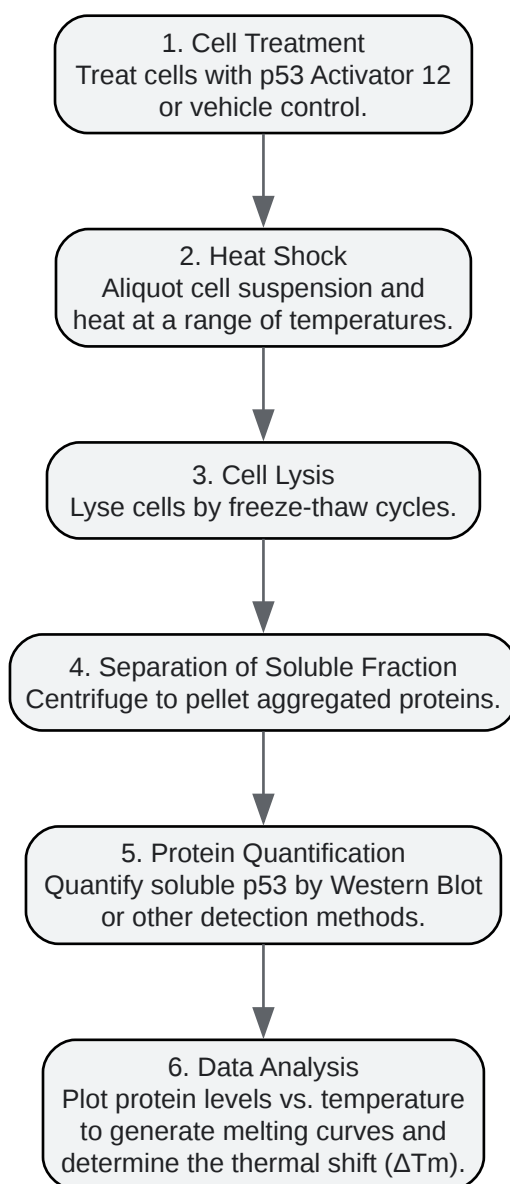 1. Cell Treatment
Treat cells with p53 Activator 12
or vehicle control.
2. Heat Shock
Aliquot cell suspension and
heat at a range of temperatures.
3. Cell Lysis
Lyse cells by freeze-thaw cycles.
4. Separation of Soluble Fraction
Centrifuge to pellet aggregated proteins.
5. Protein Quantification
Quantify soluble p53 by Western Blot
or other detection methods.
6. Data Analysis
Plot protein levels vs. temperature
to generate melting curves and
determine the thermal shift (ΔTm).